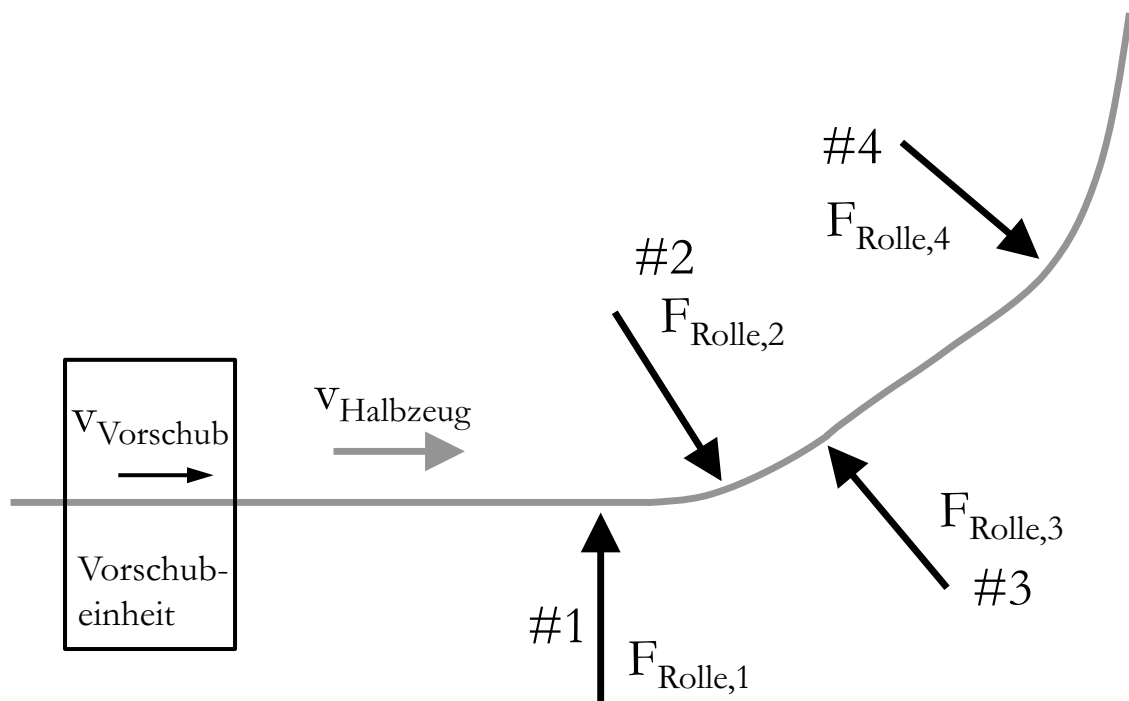 #4
F_Rolle,4
#2
F_Rolle,2
v_Vorschub
v_Halbzeug
Vorschub-
einheit
F_Rolle,3
#3
#1
F_Rolle,1